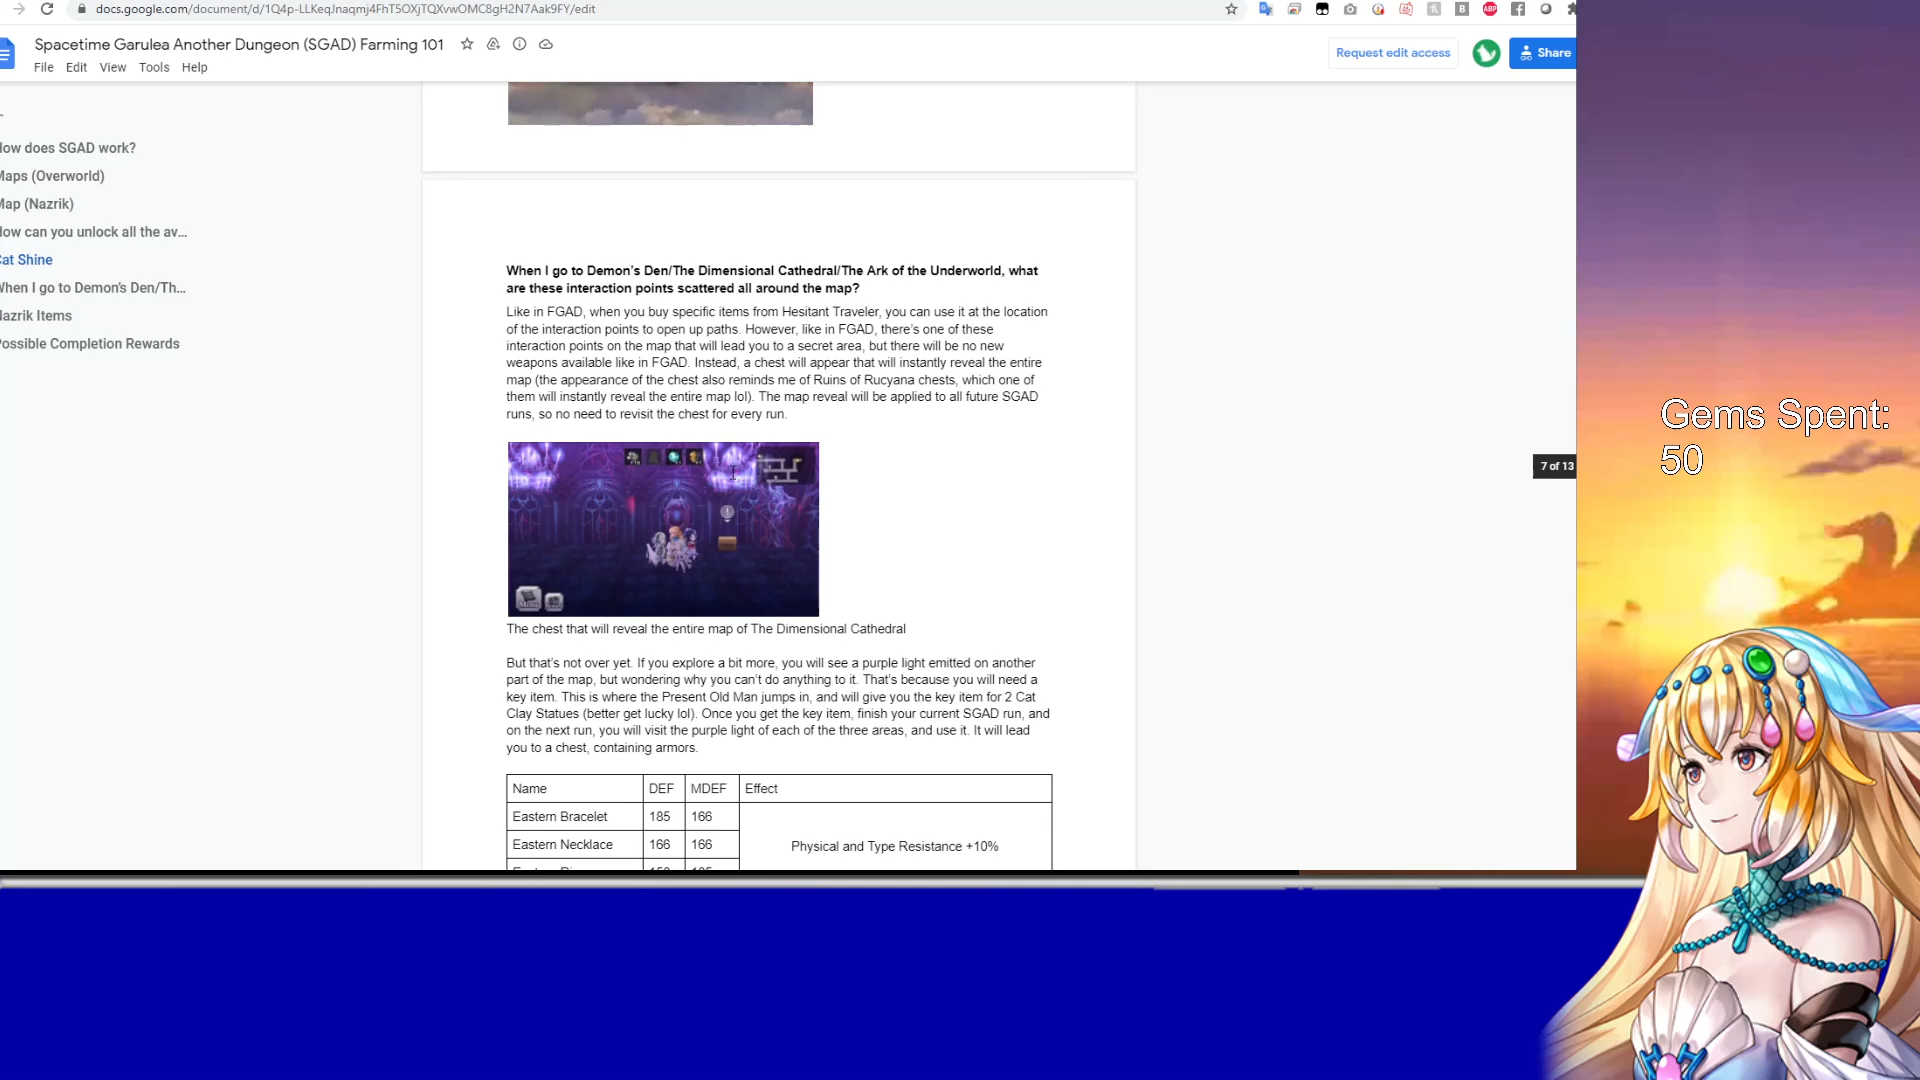 docs.google.com/document/d/1Q4p-LLKeqJnaqmj4FhT5OXjTQXvwOMC8gH2N7Aak9FY/edit
Spacetime Garulea Another Dungeon (SGAD) Farming 101
File Edit View Tools Help
Request edit access
Share
How does SGAD work?
Maps (Overworld)
Map (Nazrik)
How can you unlock all the av...
Cat Shine
When I go to Demon's Den/Th...
Nazrik Items
Possible Completion Rewards
When I go to Demon's Den/The Dimensional Cathedral/The Ark of the Underworld, what
are these interaction points scattered all around the map?
Like in FGAD, when you buy specific items from Hesitant Traveler, you can use it at the location
of the interaction points to open up paths. However, like in FGAD, there's one of these
interaction points on the map that will lead you to a secret area, but there will be no new
weapons available like in FGAD. Instead, a chest will appear that will instantly reveal the entire
map (the appearance of the chest also reminds me of Ruins of Rucyana chests, which one of
them will instantly reveal the entire map lol). The map reveal will be applied to all future SGAD
runs, so no need to revisit the chest for every run.
Menu
The chest that will reveal the entire map of The Dimensional Cathedral
But that's not over yet. If you explore a bit more, you will see a purple light emitted on another
part of the map, but wondering why you can't do anything to it. That's because you will need a
key item. This is where the Present Old Man jumps in, and will give you the key item for 2 Cat
Clay Statues (better get lucky lol). Once you get the key item, finish your current SGAD run, and
on the next run, you will visit the purple light of each of the three areas, and use it. It will lead
you to a chest, containing armors.
Name DEF MDEF Effect
Eastern Bracelet 185 166
Eastern Necklace 166 166
Physical and Type Resistance +10%
7 of 13
Gems Spent:
50